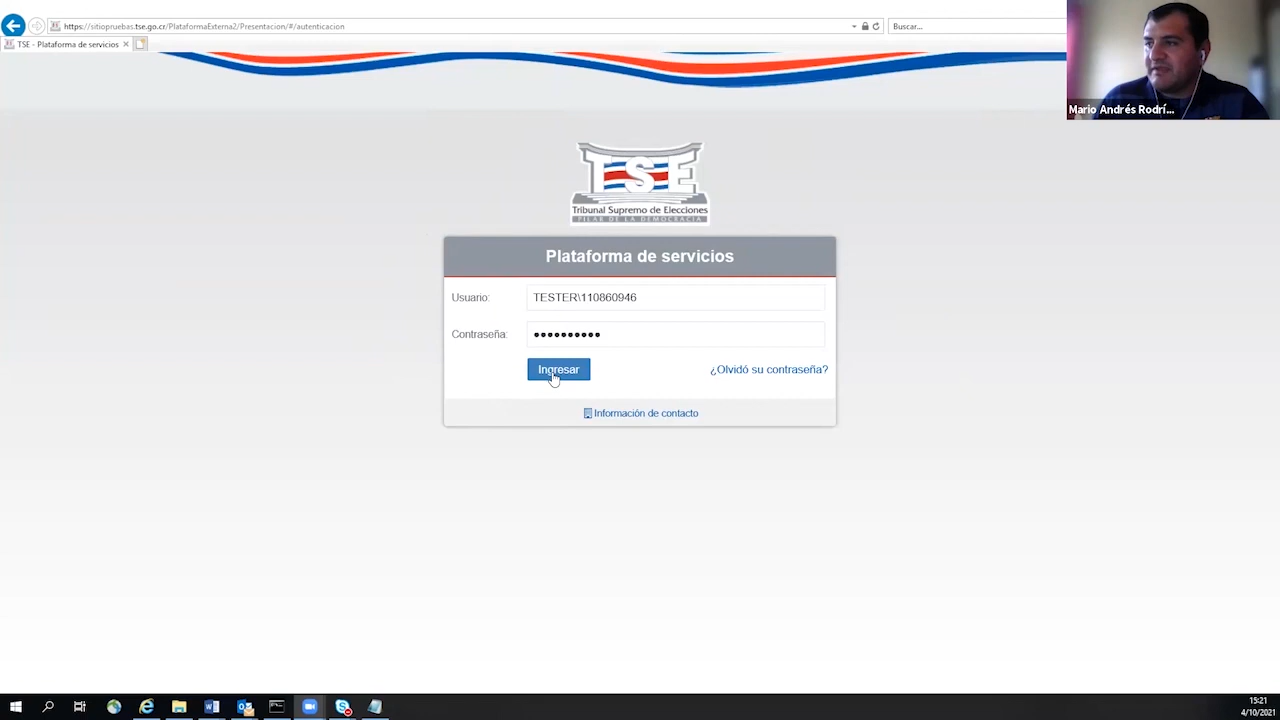 https://sitiopruebas.tse.go.cr/PlataformaExterna2/Presentacion/#/autenticacion
Buscar...
TSE - Plataforma de servicios
Mario Andrés Rodrí...
TSE
Tribunal Supremo de Elecciones
PILAR DE LA DEMOCRACIA
Plataforma de servicios
Usuario:
TESTER\110860946
Contraseña:
Ingresar
¿Olvidó su contraseña?
Información de contacto
15:21
4/10/2021